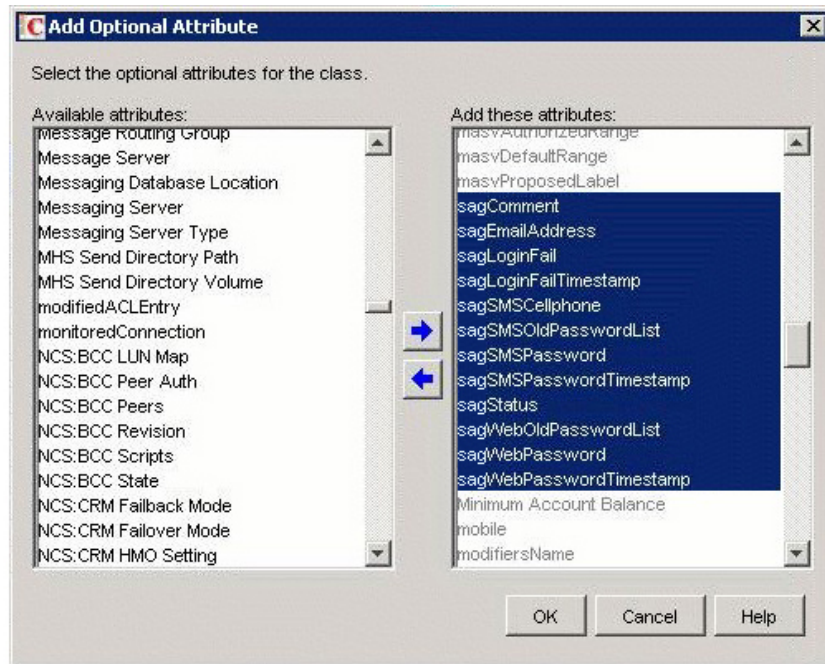 Add Optional Attribute
Select the optional attributes for the class.
Available attributes:
Message Routing Group
Message Server
Messaging Database Location
Messaging Server
Messaging Server Type
MHS Send Directory Path
MHS Send Directory Volume
modifiedACLEntry
monitoredConnection
NCS:BCC LUN Map
NCS:BCC Peer Auth
NCS:BCC Peers
NCS:BCC Revision
NCS:BCC Scripts
NCS:BCC State
NCS:CRM Failback Mode
NCS:CRM Failover Mode
NCS:CRM HMO Setting
Add these attributes:
masvAuthorizedRange
masvDefaultRange
masvProposedLabel
sagComment
sagEmailAddress
sagLoginFail
sagLoginFailTimestamp
sagSMSCellphone
sagSMSOldPasswordList
sagSMSPassword
sagSMSPasswordTimestamp
sagStatus
sagWebOldPasswordList
sagWebPassword
sagWebPasswordTimestamp
Minimum Account Balance
mobile
modifiersName
OK
Cancel
Help